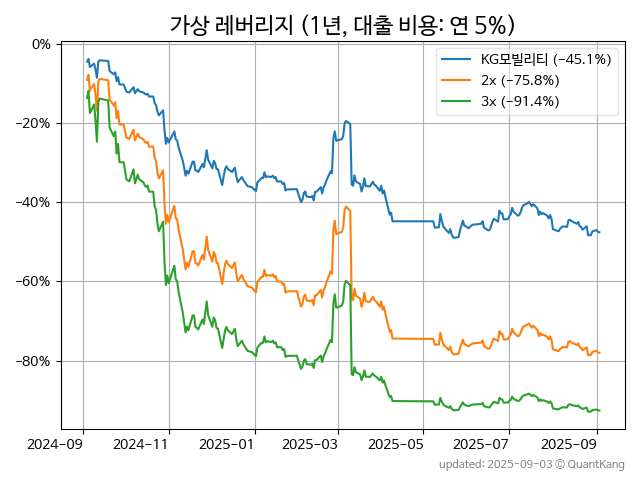 가상 레버리지 (1년, 대출 비용: 연 5%)
KG모빌리티 (−45.1%)
2x (−75.8%)
3x (−91.4%)
0%
−20%
−40%
−60%
−80%
2024-09 2024-11 2025-01 2025-03 2025-05 2025-07 2025-09
updated: 2025-09-03 © QuantKang